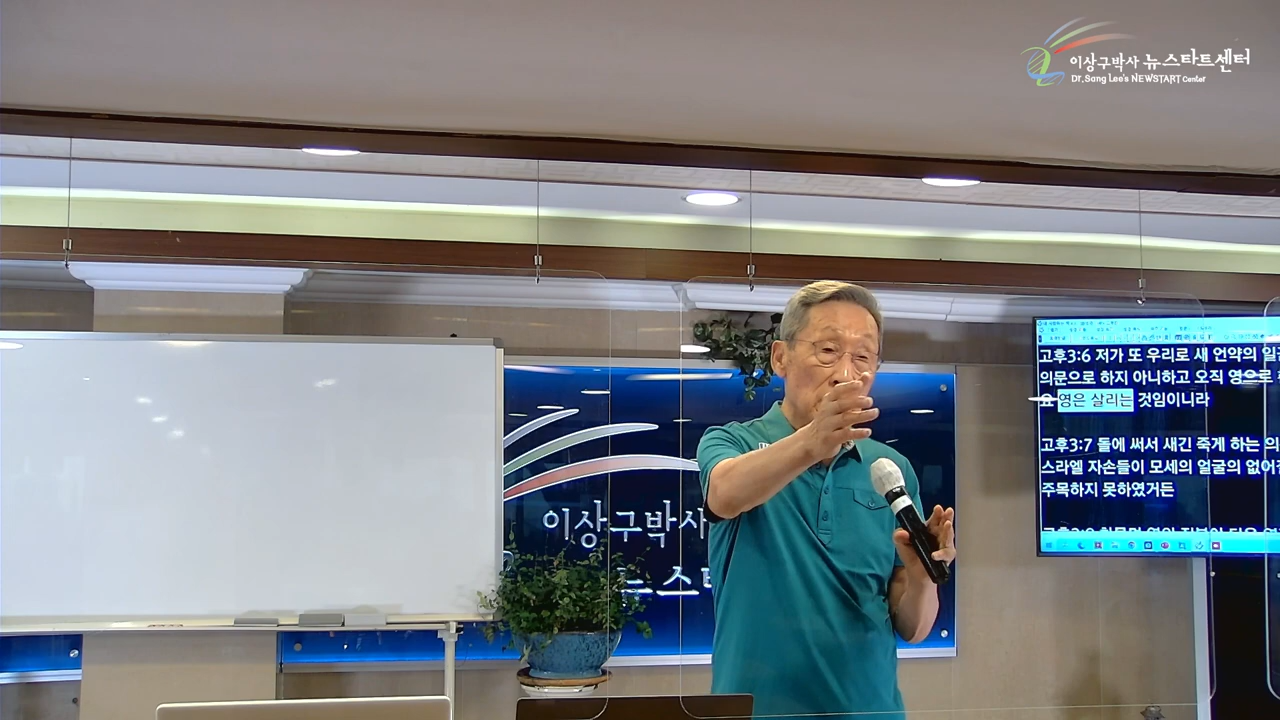 이상구박사 뉴스타트센터
Dr. Sang Lee's NEWSTART Center
고후3:6 저가 또 우리로 새 언약의 일
의문으로 하지 아니하고 오직 영으로
요 영은 살리는 것임이니라
고후3:7 돌에 써서 새긴 죽게 하는 의
스라엘 자손들이 모세의 얼굴의 없어
주목하지 못하였거든
이상구박사
뉴스